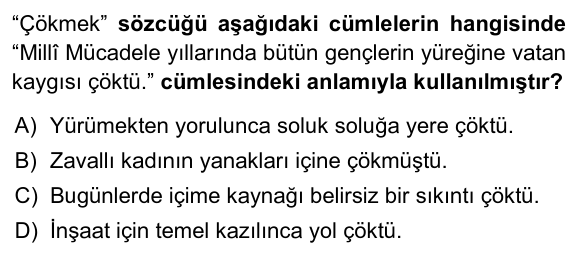 “Çökmek” sözcüğü aşağıdaki cümlelerin hangisinde
“Millî Mücadele yıllarında bütün gençlerin yüreğine vatan
kaygısı çöktü.” cümlesindeki anlamıyla kullanılmıştır?
A) Yürümekten yorulunca soluk soluğa yere çöktü.
B) Zavallı kadının yanakları içine çökmüştü.
C) Bugünlerde içime kaynağı belirsiz bir sıkıntı çöktü.
D) İnşaat için temel kazılınca yol çöktü.